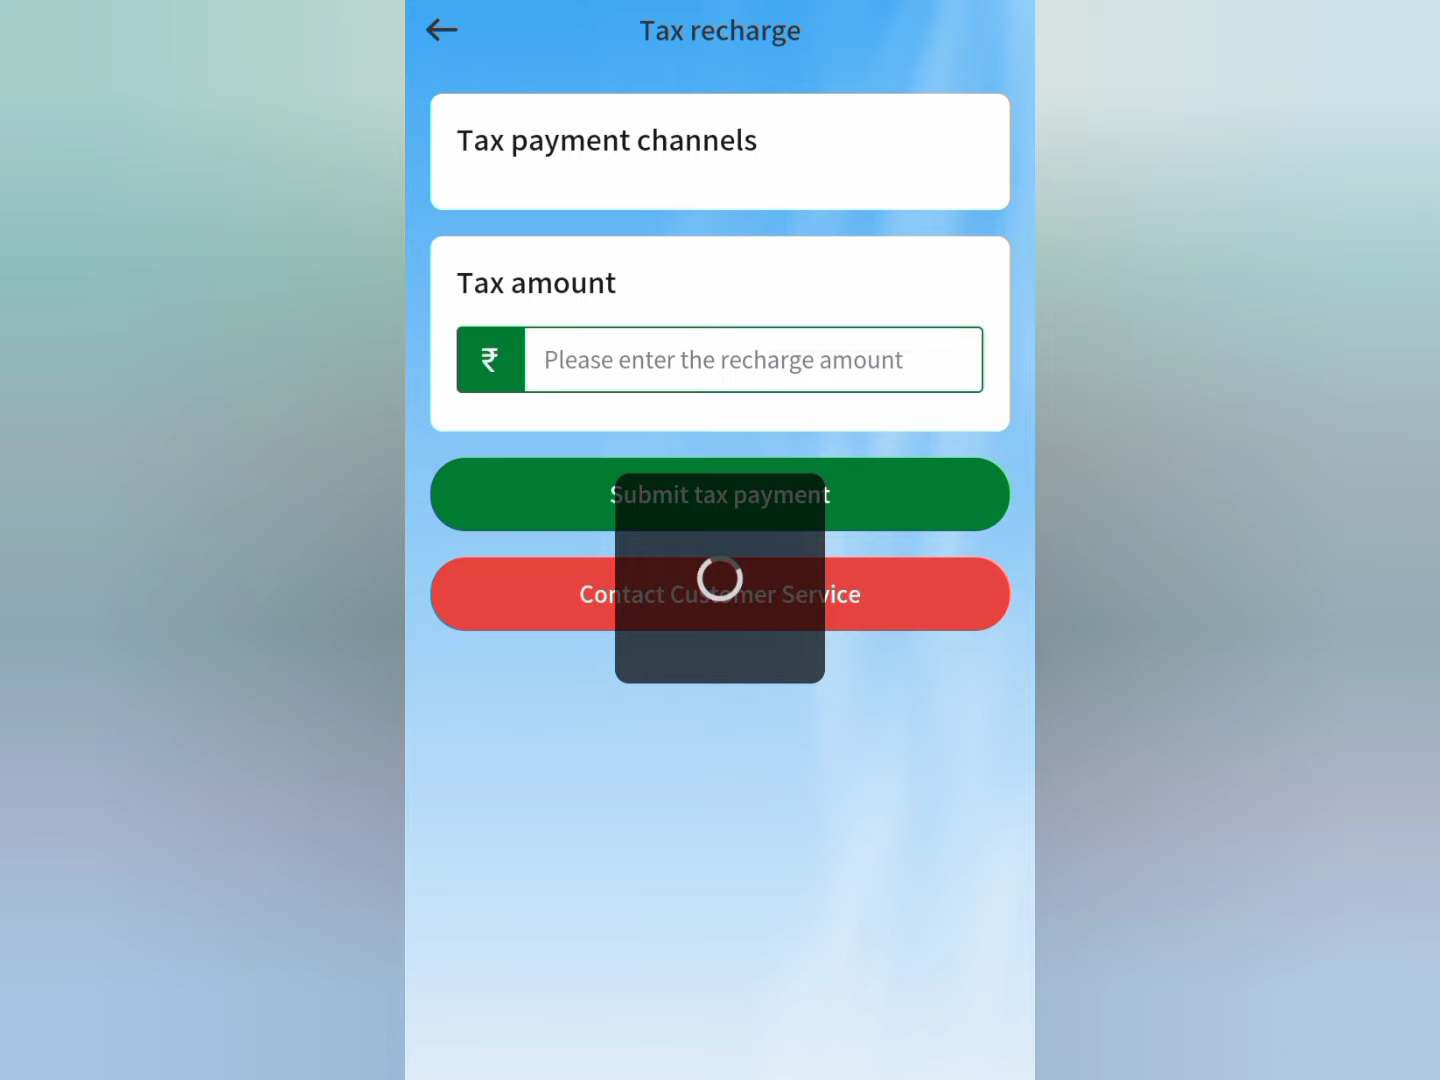 Tax recharge
Tax payment channels
Tax amount
₹ Please enter the recharge amount
Submit tax payment
Contact Customer Service